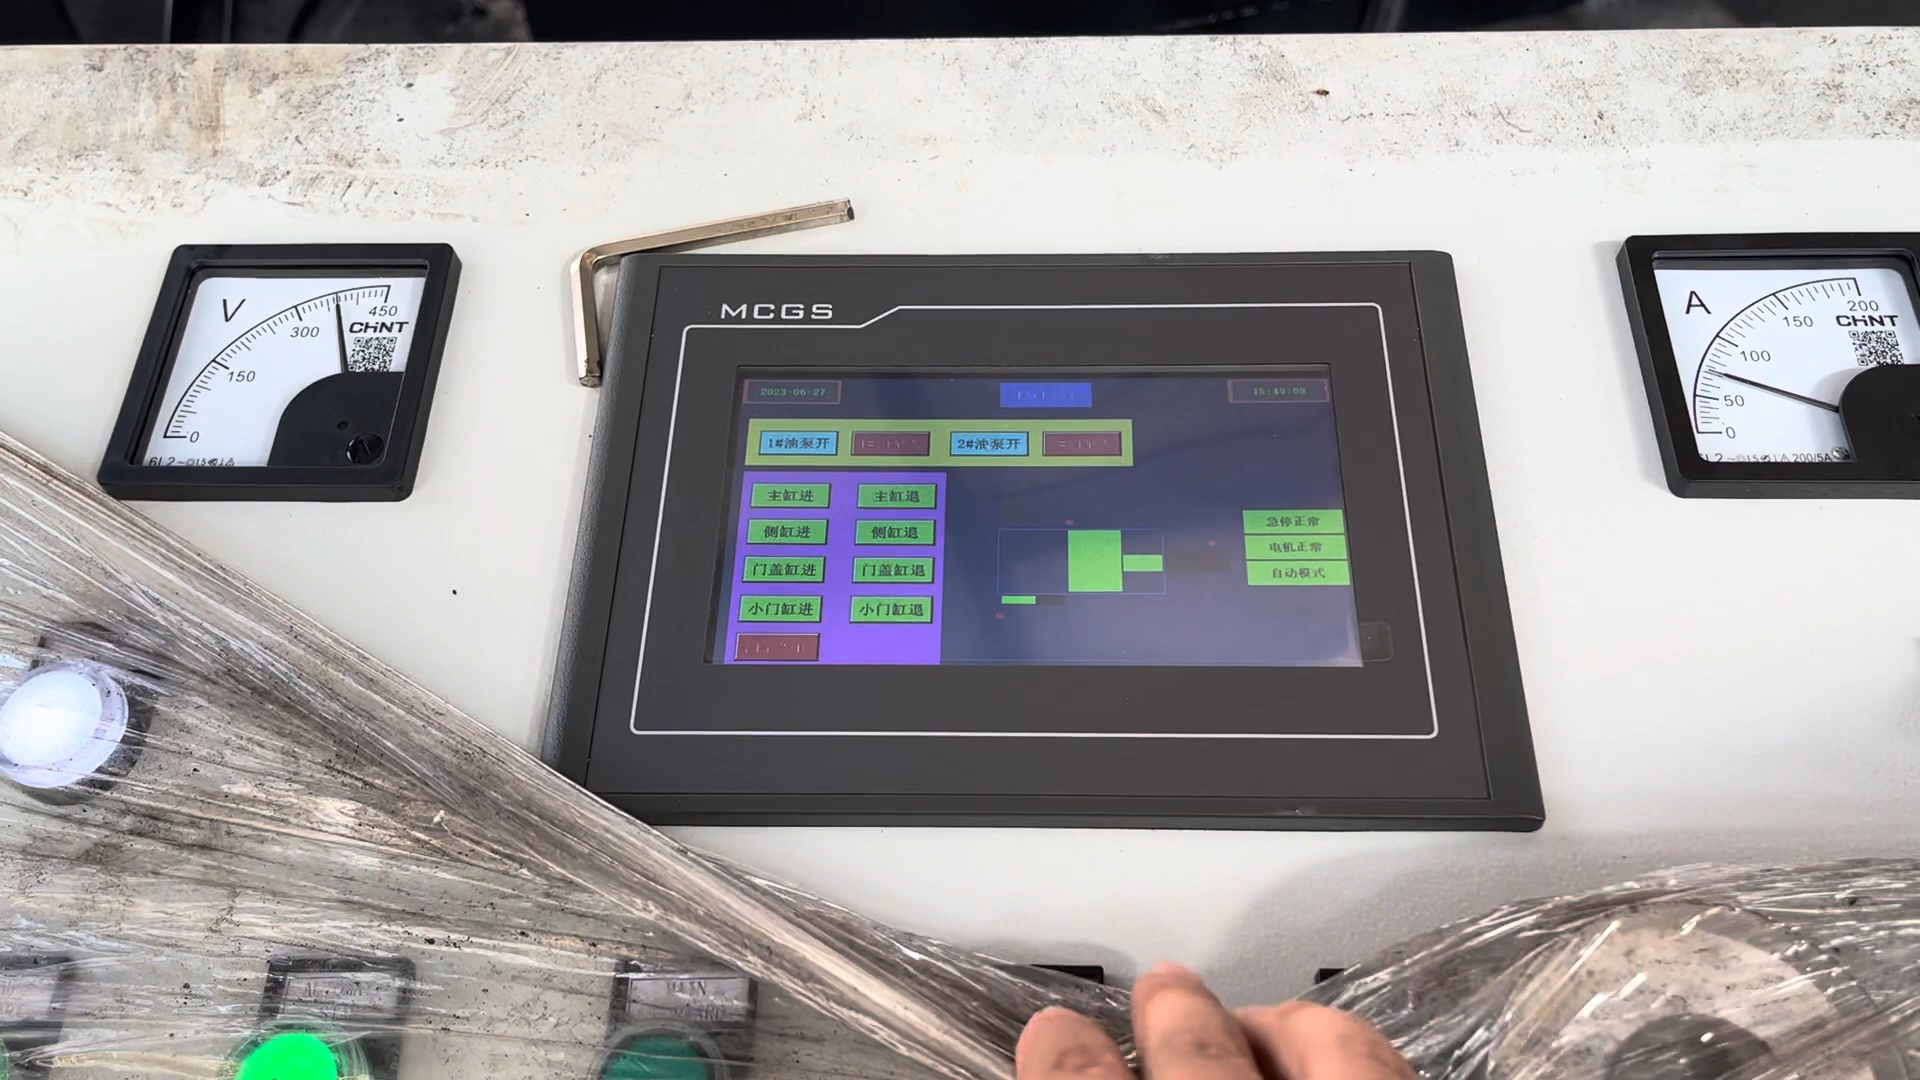 V
450
300
CHNT
150
0
MCGS
2023-06-27
15:49:09
1#油泵开
2#油泵开
主缸进 主缸退
侧缸进 侧缸退
门盖缸进 门盖缸退
小门缸进 小门缸退
急停正常
电机正常
自动模式
A
200
150
CHNT
100
50
0
200/5A